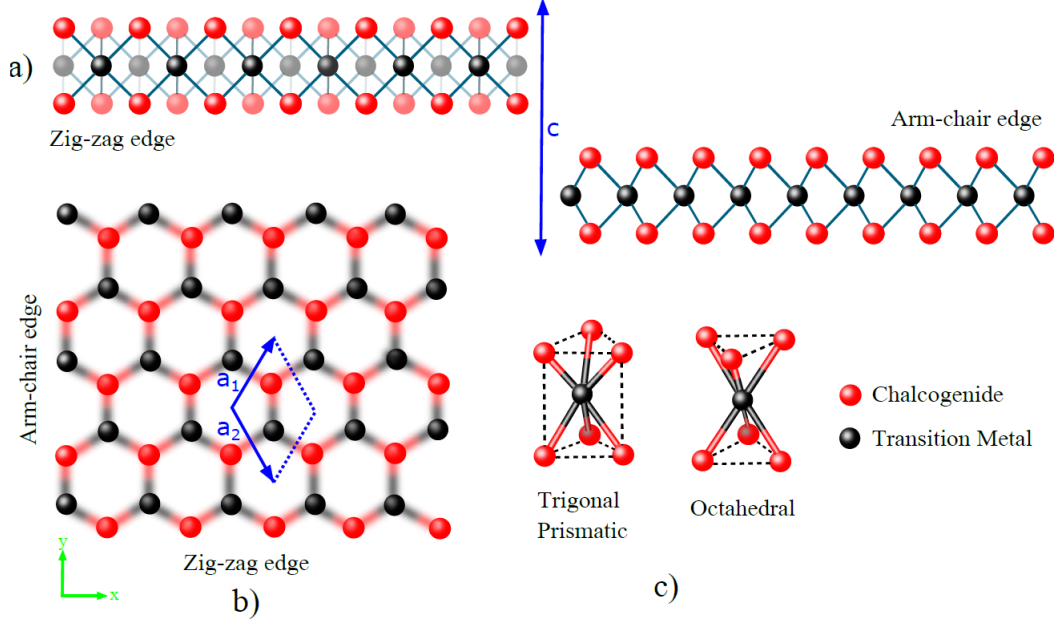 a)
Zig-zag edge
c
Arm-chair edge
Arm-chair edge
a1
a2
Zig-zag edge
y
x
b)
Trigonal
Prismatic
Octahedral
Chalcogenide
Transition Metal
c)